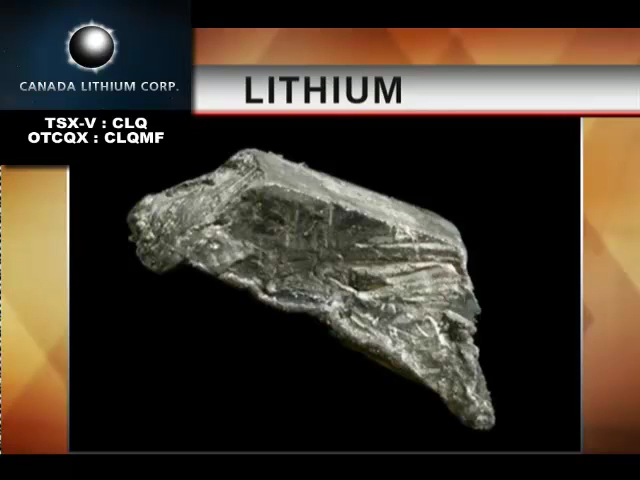 CANADA LITHIUM CORP.
LITHIUM
TSX-V : CLQ
OTCQX : CLQMF